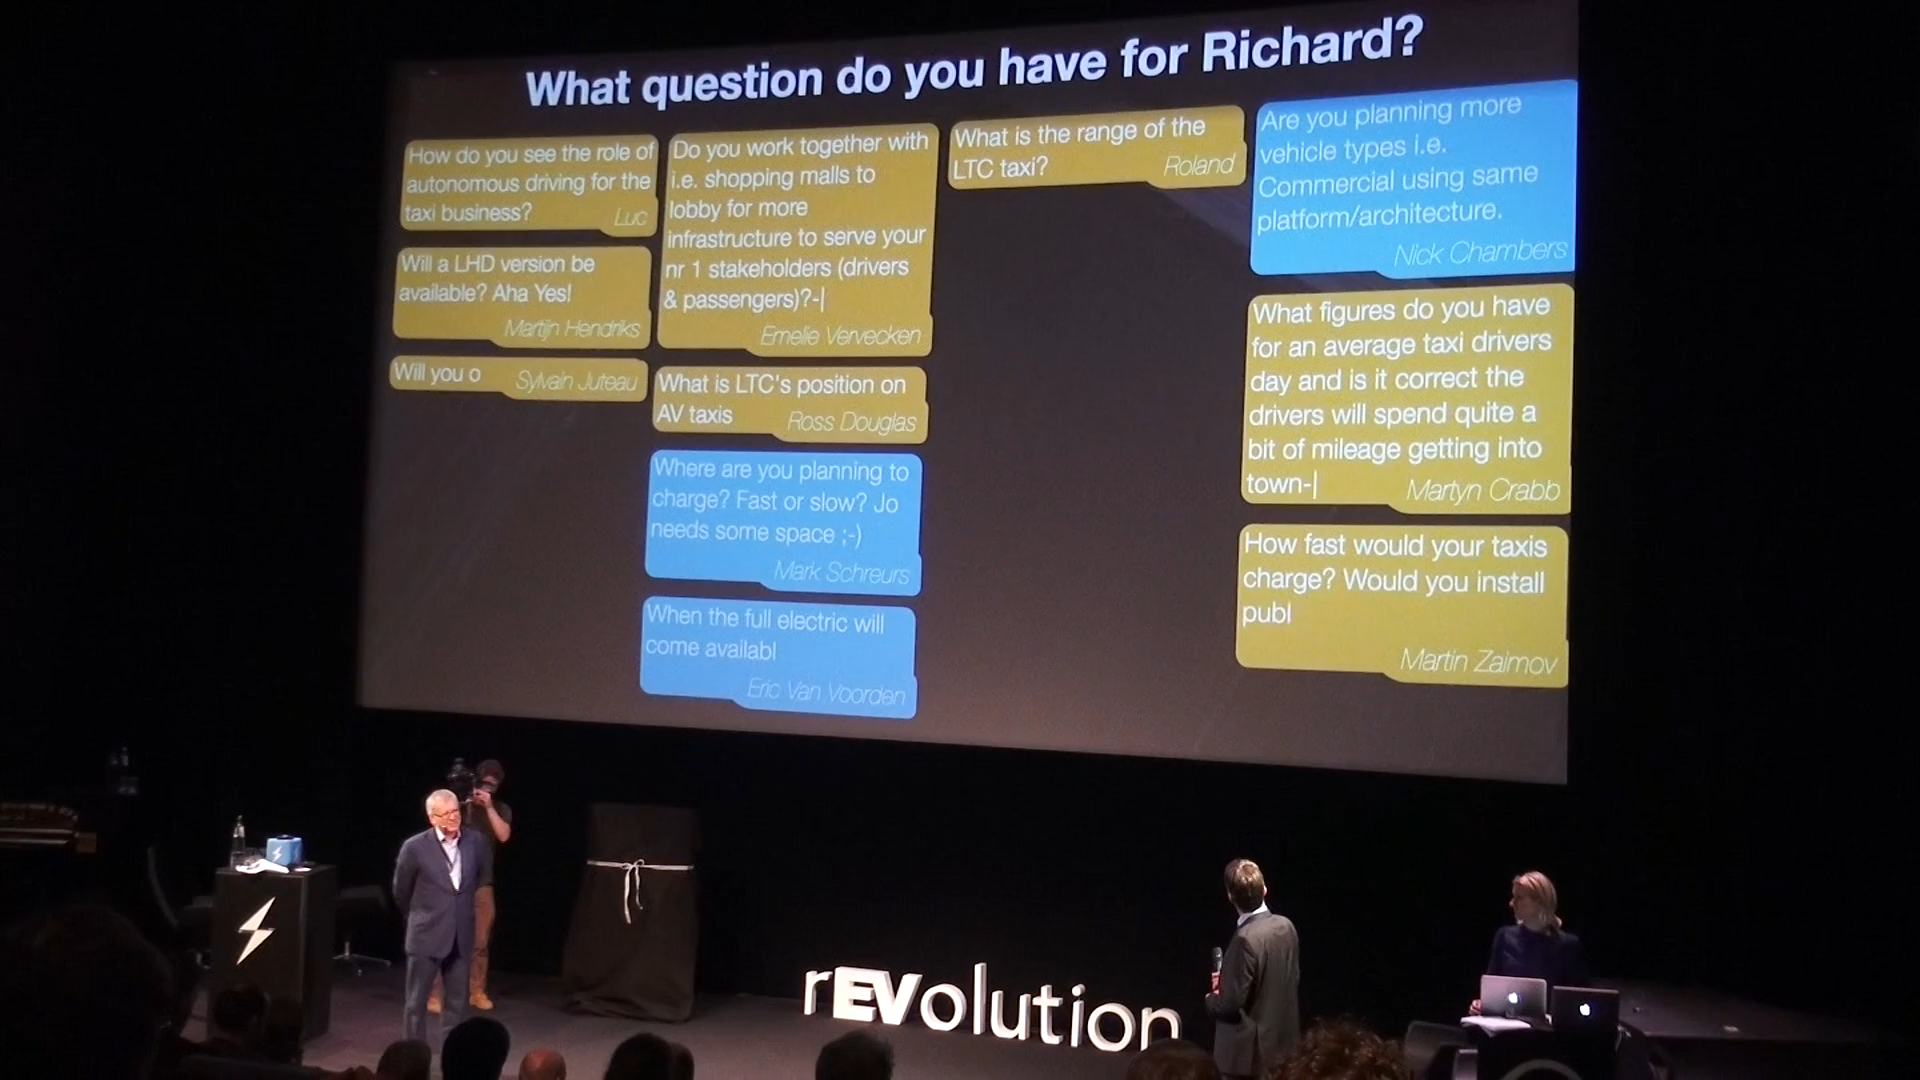 What question do you have for Richard?
How do you see the role of
autonomous driving for the
taxi business?
Luc
Will a LHD version be
available? Aha Yes!
Martijn Hendriks
Will you o
Sylvain Juteau
Do you work together with
i.e. shopping malls to
lobby for more
infrastructure to serve your
nr 1 stakeholders (drivers
& passengers)?-|
Emelie Vervecken
What is LTC's position on
AV taxis
Ross Douglas
Where are you planning to
charge? Fast or slow? Jo
needs some space ;-)
Mark Schreurs
When the full electric will
come availabl
Eric Van Voorden
What is the range of the
LTC taxi?
Roland
Are you planning more
vehicle types i.e.
Commercial using same
platform/architecture.
Nick Chambers
What figures do you have
for an average taxi drivers
day and is it correct the
drivers will spend quite a
bit of mileage getting into
town-|
Martyn Crabb
How fast would your taxis
charge? Would you install
publ
Martin Zaimov
rEVolution